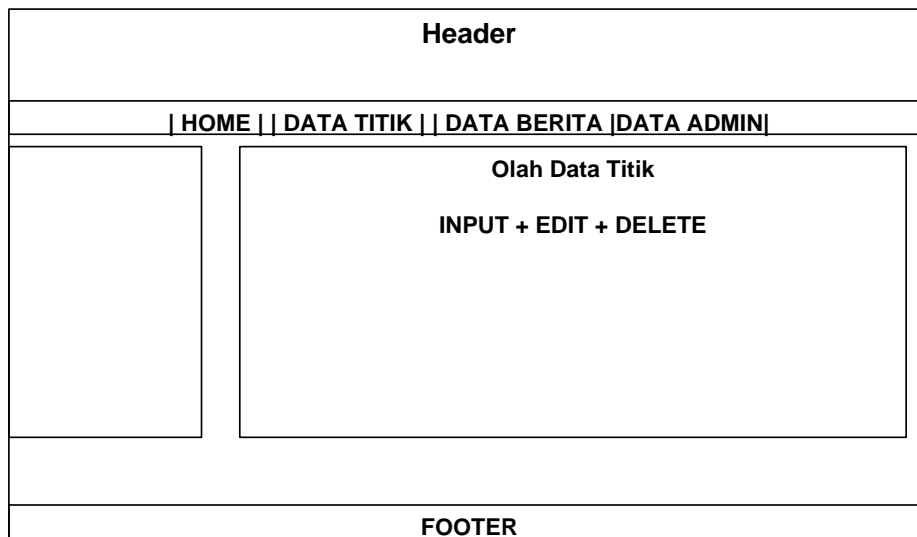 Header
| HOME | | DATA TITIK | | DATA BERITA |DATA ADMIN|
Olah Data Titik
INPUT + EDIT + DELETE
FOOTER